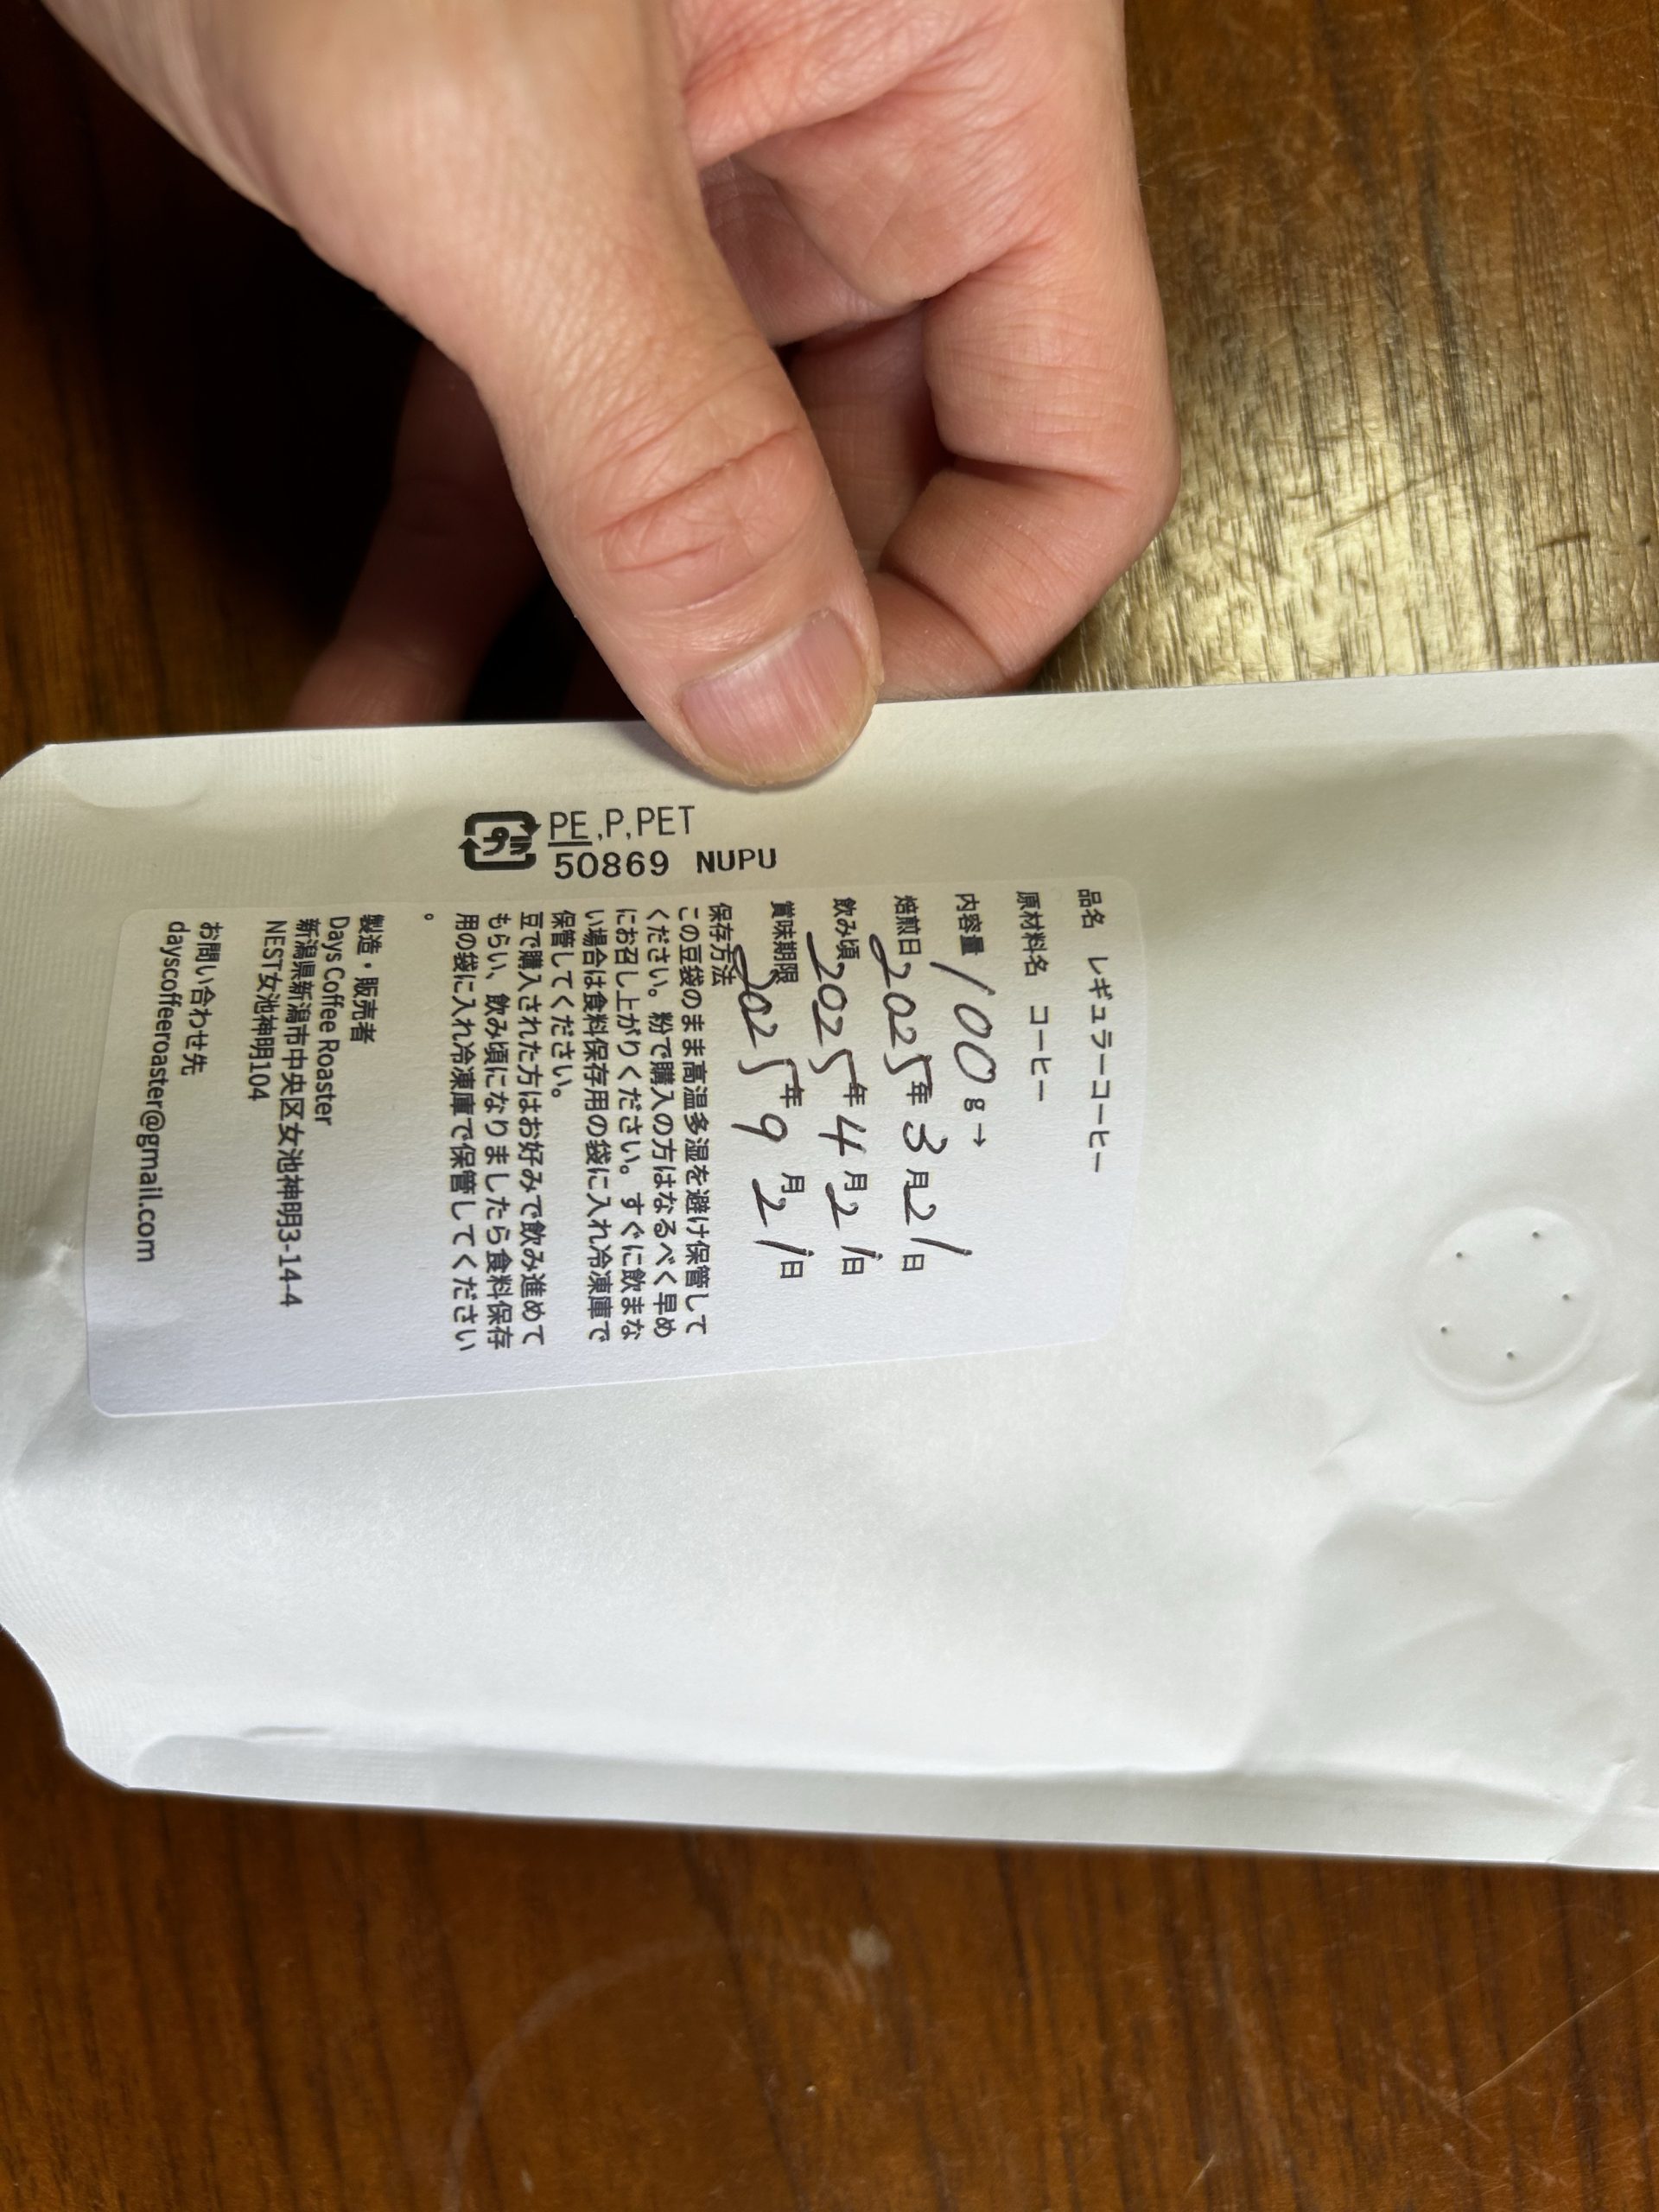 プラ
PE,P,PET
50869 NUPU
品名 レギュラーコーヒー
原材料名 コーヒー
内容量 100g→
焙煎日 2025年3月21日
飲み頃 2025年4月21日
賞味期限 2025年9月21日
保存方法
この豆袋のまま高温多湿を避け保管して
ください。粉で購入の方はなるべく早め
にお召し上がりください。すぐに飲まな
い場合は食料保存用の袋に入れ冷凍庫で
保管してください。
豆で購入された方はお好みで飲み進めて
もらい、飲み頃になりましたら食料保存
用の袋に入れ冷凍庫で保管してください
。
製造・販売者
Days Coffee Roaster
新潟県新潟市中央区女池神明3-14-4
NEST女池神明104
お問い合わせ先
dayscoffeeroaster@gmail.com